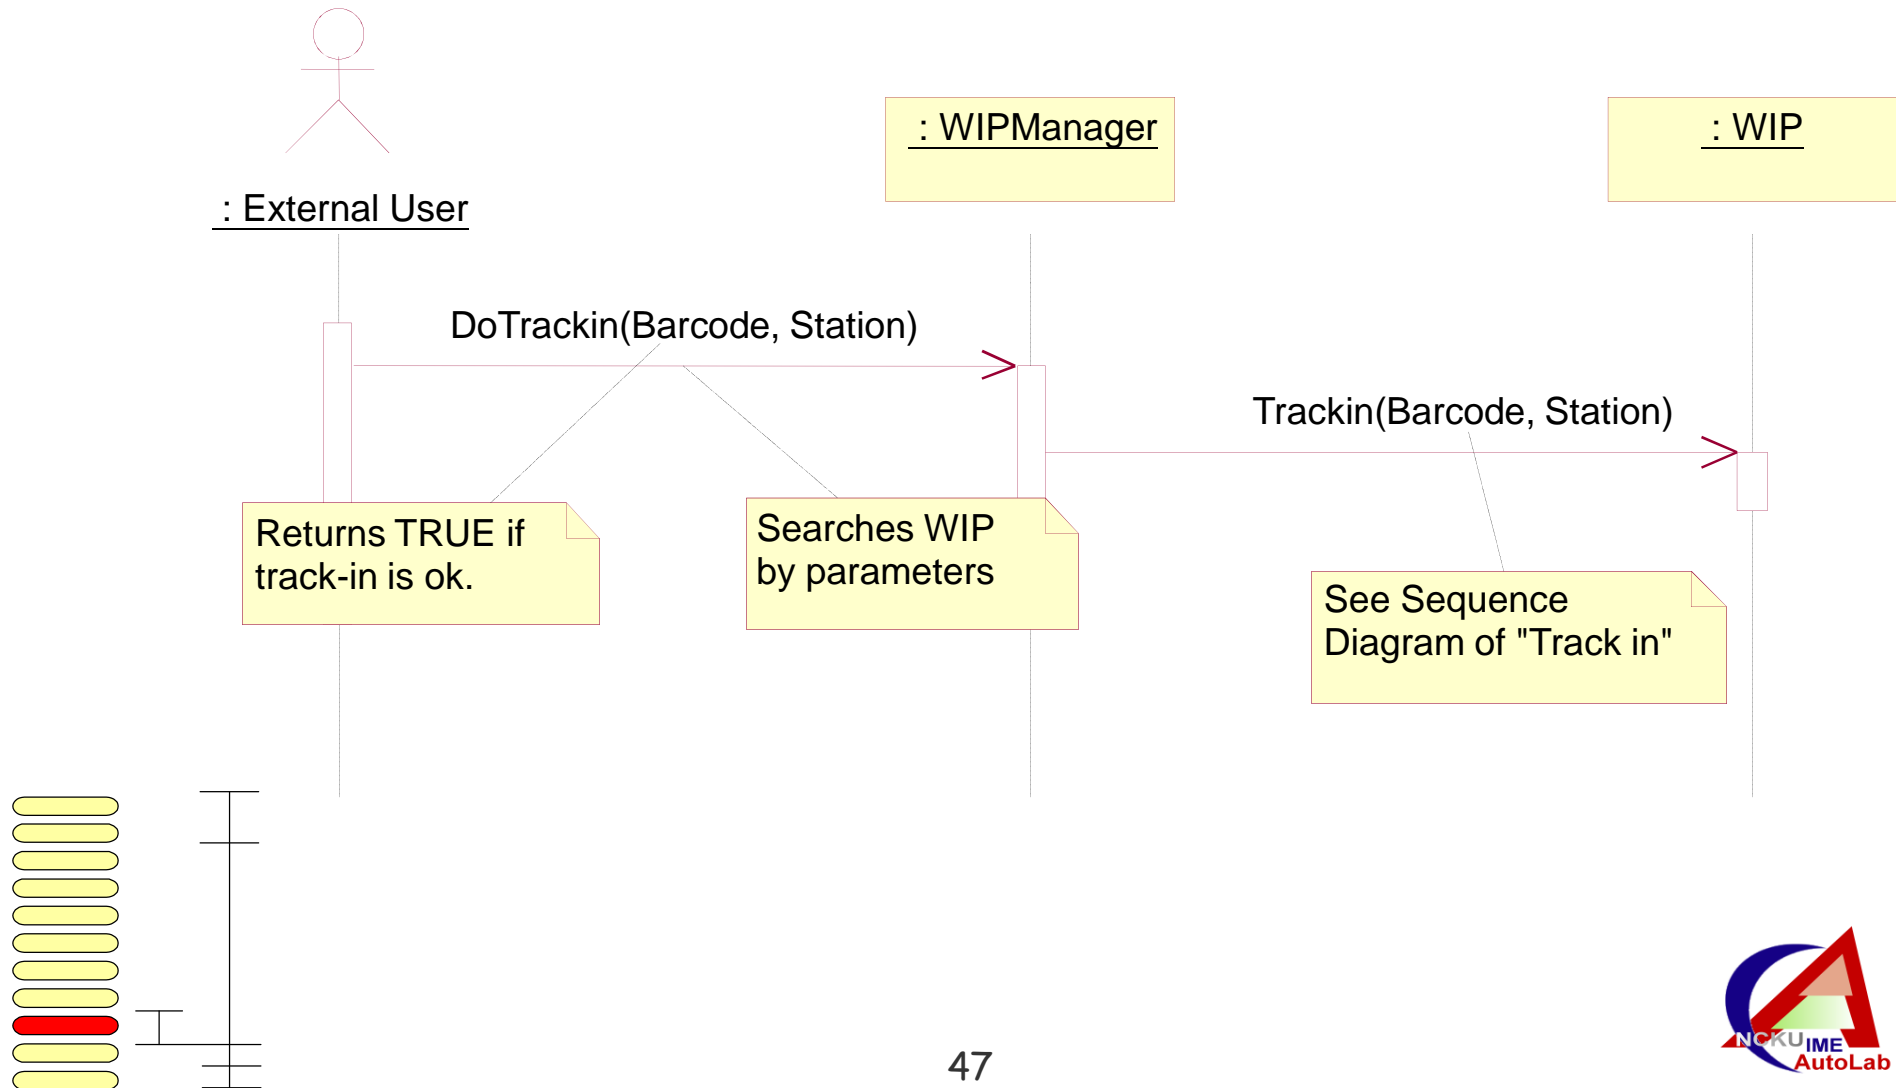 : WIPManager
: WIP
: External User
DoTrackin(Barcode, Station)
Trackin(Barcode, Station)
Returns TRUE if
track-in is ok.
Searches WIP
by parameters
See Sequence
Diagram of "Track in"
47
NCKU IME
AutoLab